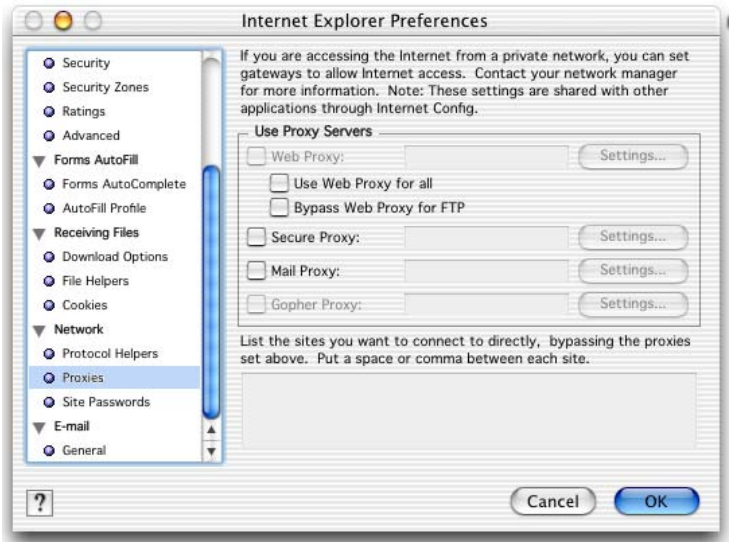 Internet Explorer Preferences
Security
Security Zones
Ratings
Advanced
Forms AutoFill
Forms AutoComplete
AutoFill Profile
Receiving Files
Download Options
File Helpers
Cookies
Network
Protocol Helpers
Proxies
Site Passwords
E-mail
General
If you are accessing the Internet from a private network, you can set
gateways to allow Internet access. Contact your network manager
for more information. Note: These settings are shared with other
applications through Internet Config.
Use Proxy Servers
Web Proxy: Settings...
Use Web Proxy for all
Bypass Web Proxy for FTP
Secure Proxy: Settings...
Mail Proxy: Settings...
Gopher Proxy: Settings...
List the sites you want to connect to directly, bypassing the proxies
set above. Put a space or comma between each site.
? Cancel OK